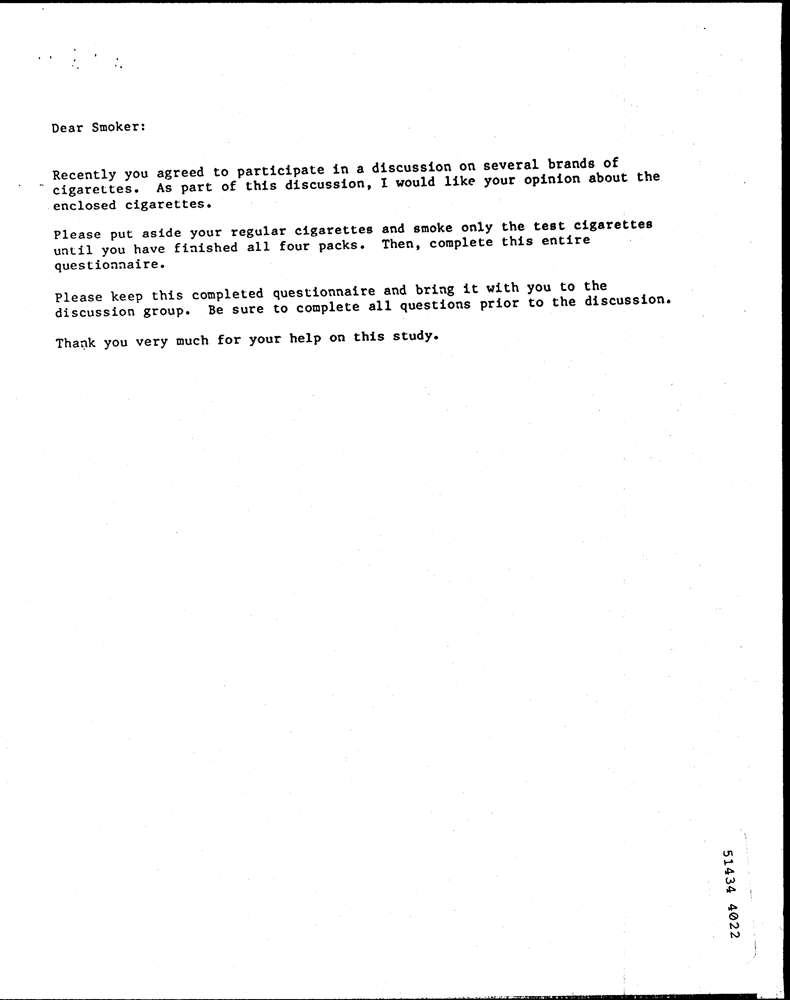 Dear Smoker:
Recently you agreed to participate in a discussion on several brands of
cigarettes. As part of this discussion, I would like your opinion about the
enclosed cigarettes.
Please put aside your regular cigarettes and smoke only the test cigarettes
until you have finished all four packs. Then, complete this entire
questionnaire.
Please keep this completed questionnaire and bring it with you to the
discussion group. Be sure to complete all questions prior to the discussion.
Thank you very much for your help on this study.
51434 4022